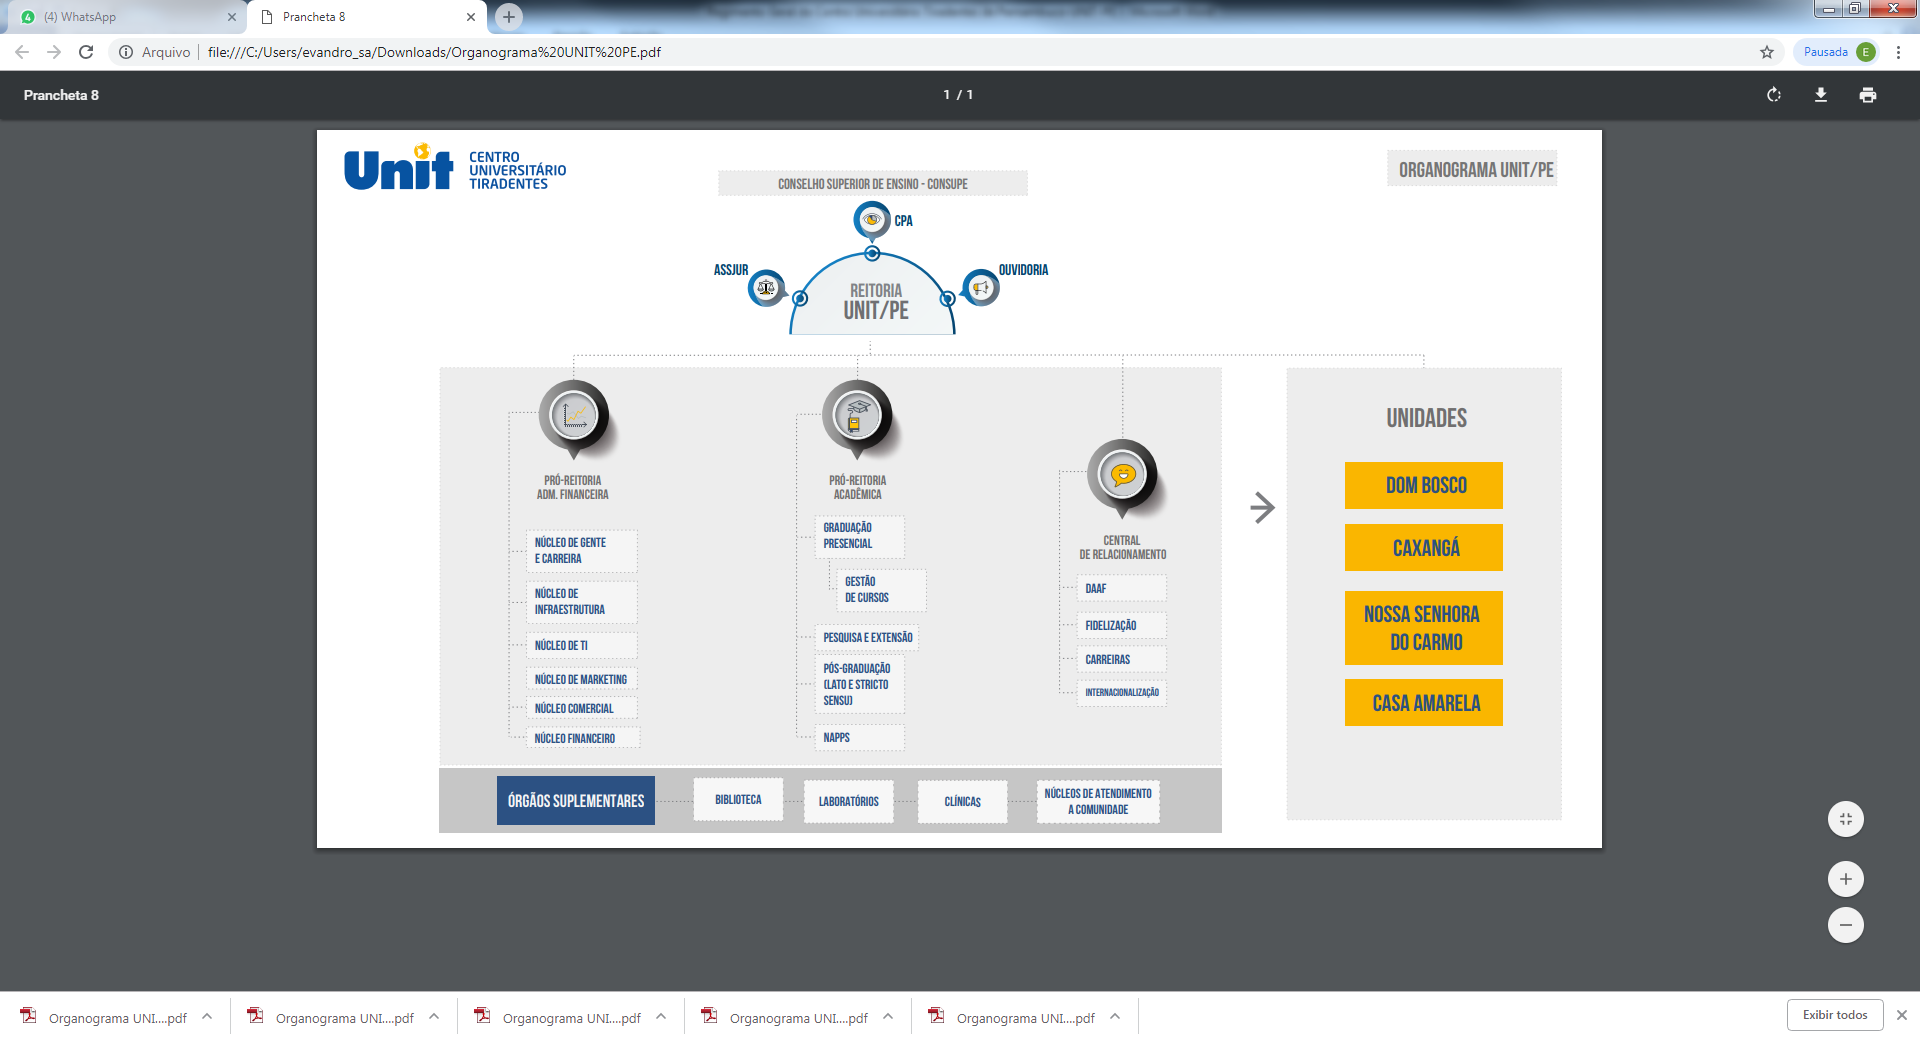 (4) WhatsApp
Prancheta 8
Arquivo
file:///C:/Users/evandro_sa/Downloads/Organograma%20UNIT%20PE.pdf
Pausada
E
Prancheta 8
1 / 1
Unit
CENTRO
UNIVERSITÁRIO
TIRADENTES
CONSELHO SUPERIOR DE ENSINO - CONSUPE
ORGANOGRAMA UNIT/PE
CPA
ASSJUR
OUVIDORIA
REITORIA
UNIT/PE
PRÓ-REITORIA
ADM. FINANCEIRA
NÚCLEO DE GENTE
E CARREIRA
NÚCLEO DE
INFRAESTRUTURA
NÚCLEO DE TI
NÚCLEO DE MARKETING
NÚCLEO COMERCIAL
NÚCLEO FINANCEIRO
PRÓ-REITORIA
ACADÊMICA
GRADUAÇÃO
PRESENCIAL
GESTÃO
DE CURSOS
PESQUISA E EXTENSÃO
PÓS-GRADUAÇÃO
(LATO E STRICTO
SENSU)
NAPPS
CENTRAL
DE RELACIONAMENTO
DAAF
FIDELIZAÇÃO
CARREIRAS
INTERNACIONALIZAÇÃO
UNIDADES
DOM BOSCO
CAXANGÁ
NOSSA SENHORA
DO CARMO
CASA AMARELA
ÓRGÃOS SUPLEMENTARES
BIBLIOTECA
LABORATÓRIOS
CLÍNICAS
NÚCLEOS DE ATENDIMENTO
A COMUNIDADE
Organograma UNI....pdf
Organograma UNI....pdf
Organograma UNI....pdf
Organograma UNI....pdf
Organograma UNI....pdf
Exibir todos